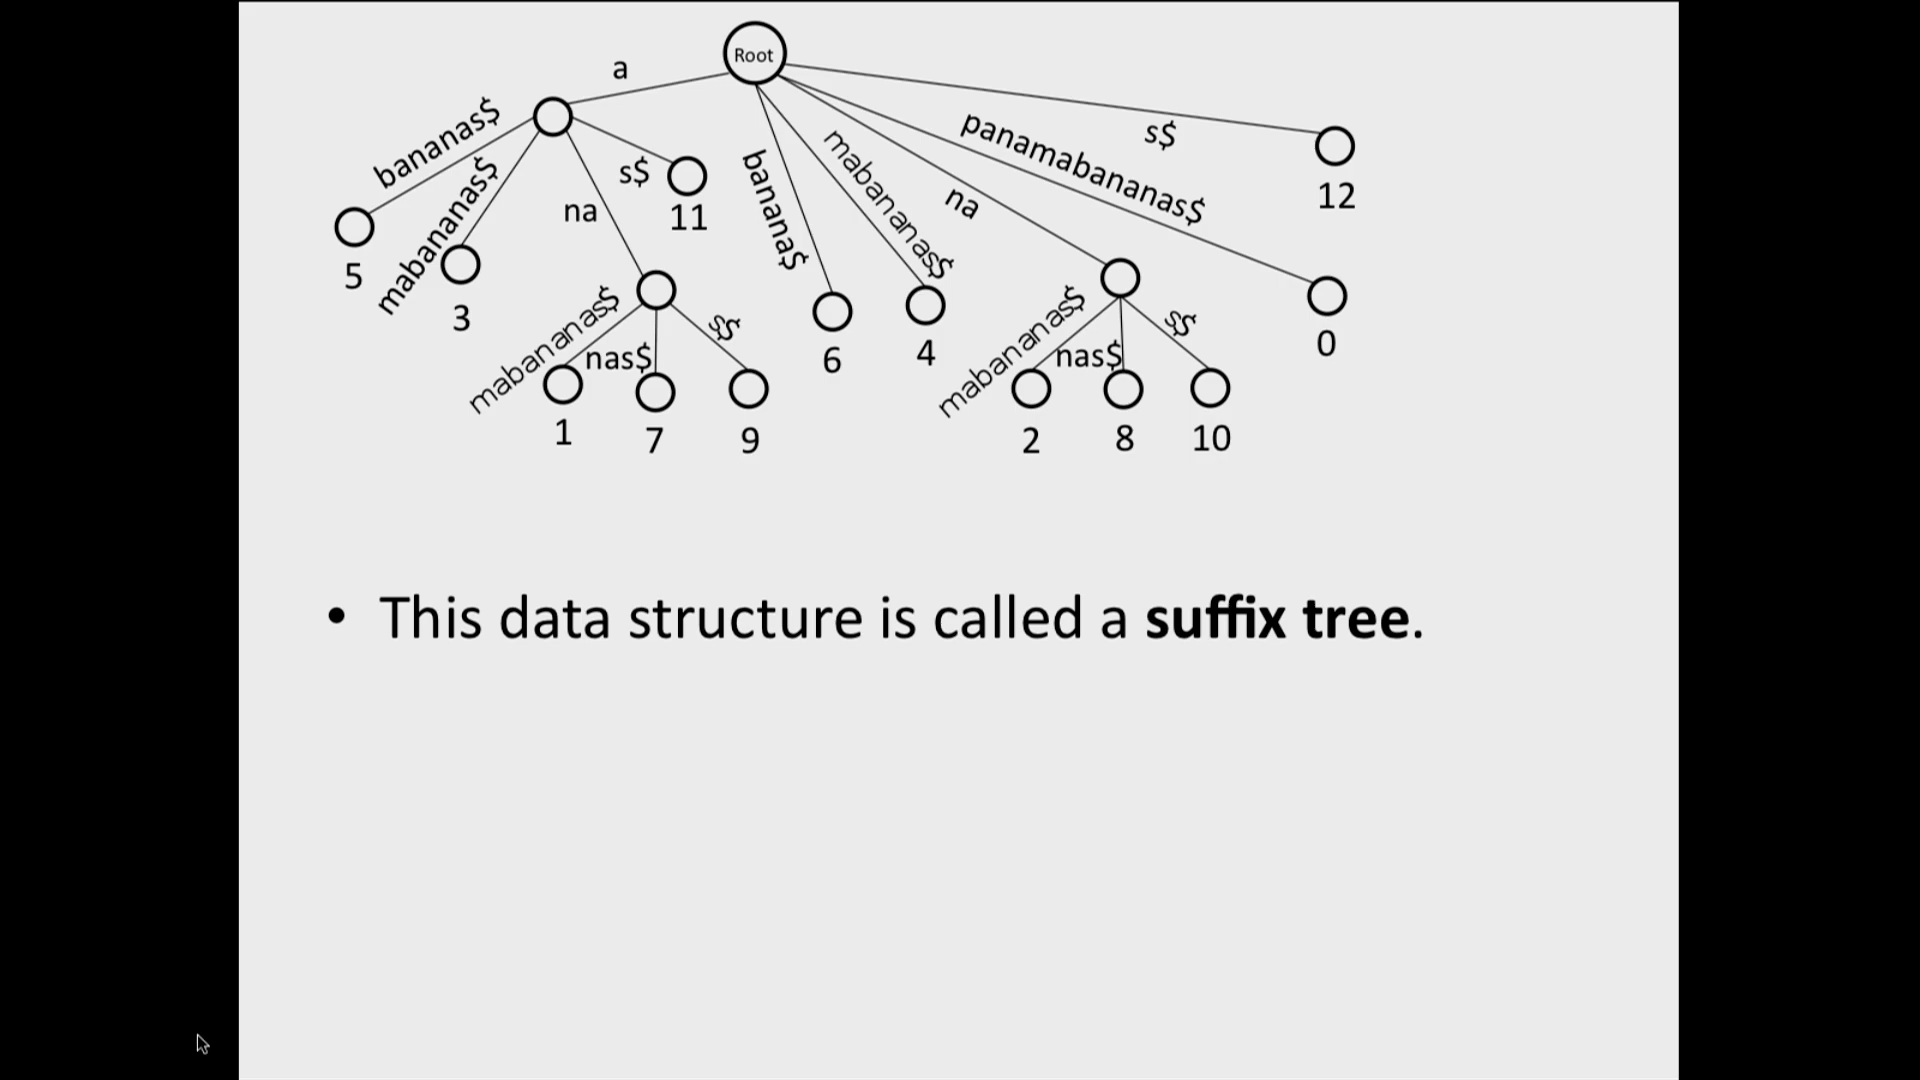 Root
a
bananas$
s$
panamabananas$
mabananas$
s$
mabananas$
na
banana$
na
12
11
5
3
mabananas$
nas$
s$
6
4
mabananas$
nas$
s$
0
1
7
9
2
8
10
• This data structure is called a suffix tree.